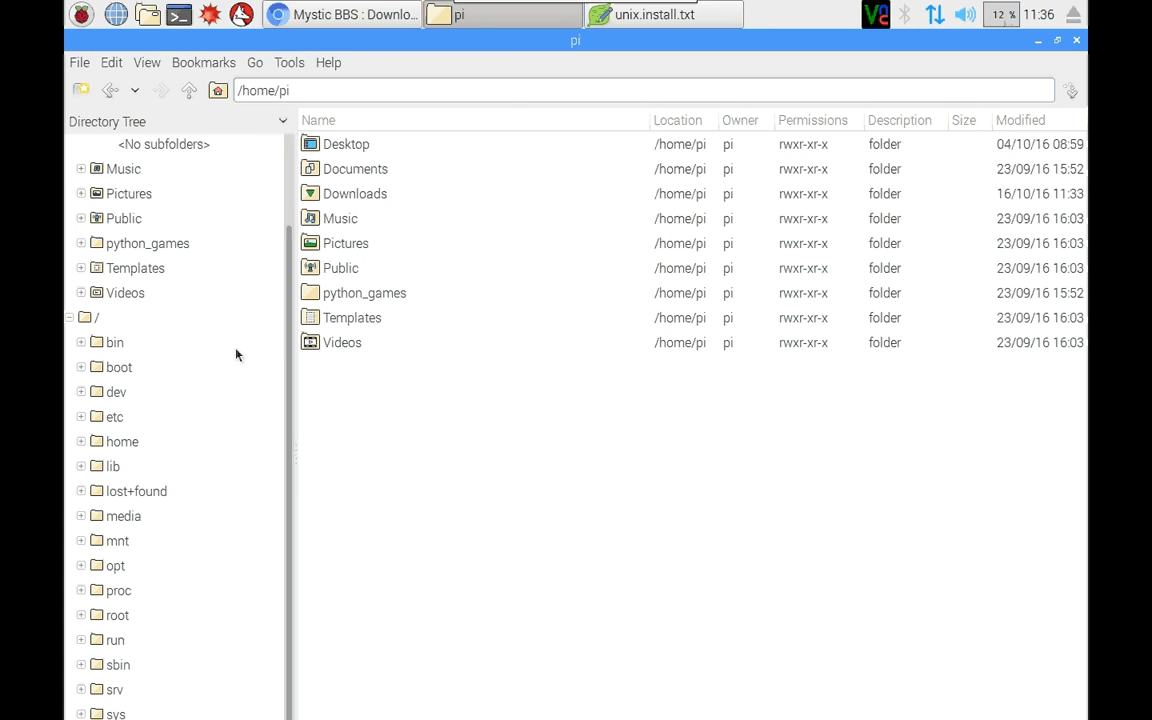 Mystic BBS : Downlo... pi unix.install.txt 12 % 11:36
pi
File Edit View Bookmarks Go Tools Help
/home/pi
Directory Tree
<No subfolders>
Music
Pictures
Public
python_games
Templates
Videos
/
bin
boot
dev
etc
home
lib
lost+found
media
mnt
opt
proc
root
run
sbin
srv
sys
Name Location Owner Permissions Description Size Modified
Desktop /home/pi pi rwxr-xr-x folder 04/10/16 08:59
Documents /home/pi pi rwxr-xr-x folder 23/09/16 15:52
Downloads /home/pi pi rwxr-xr-x folder 16/10/16 11:33
Music /home/pi pi rwxr-xr-x folder 23/09/16 16:03
Pictures /home/pi pi rwxr-xr-x folder 23/09/16 16:03
Public /home/pi pi rwxr-xr-x folder 23/09/16 16:03
python_games /home/pi pi rwxr-xr-x folder 23/09/16 15:52
Templates /home/pi pi rwxr-xr-x folder 23/09/16 16:03
Videos /home/pi pi rwxr-xr-x folder 23/09/16 16:03